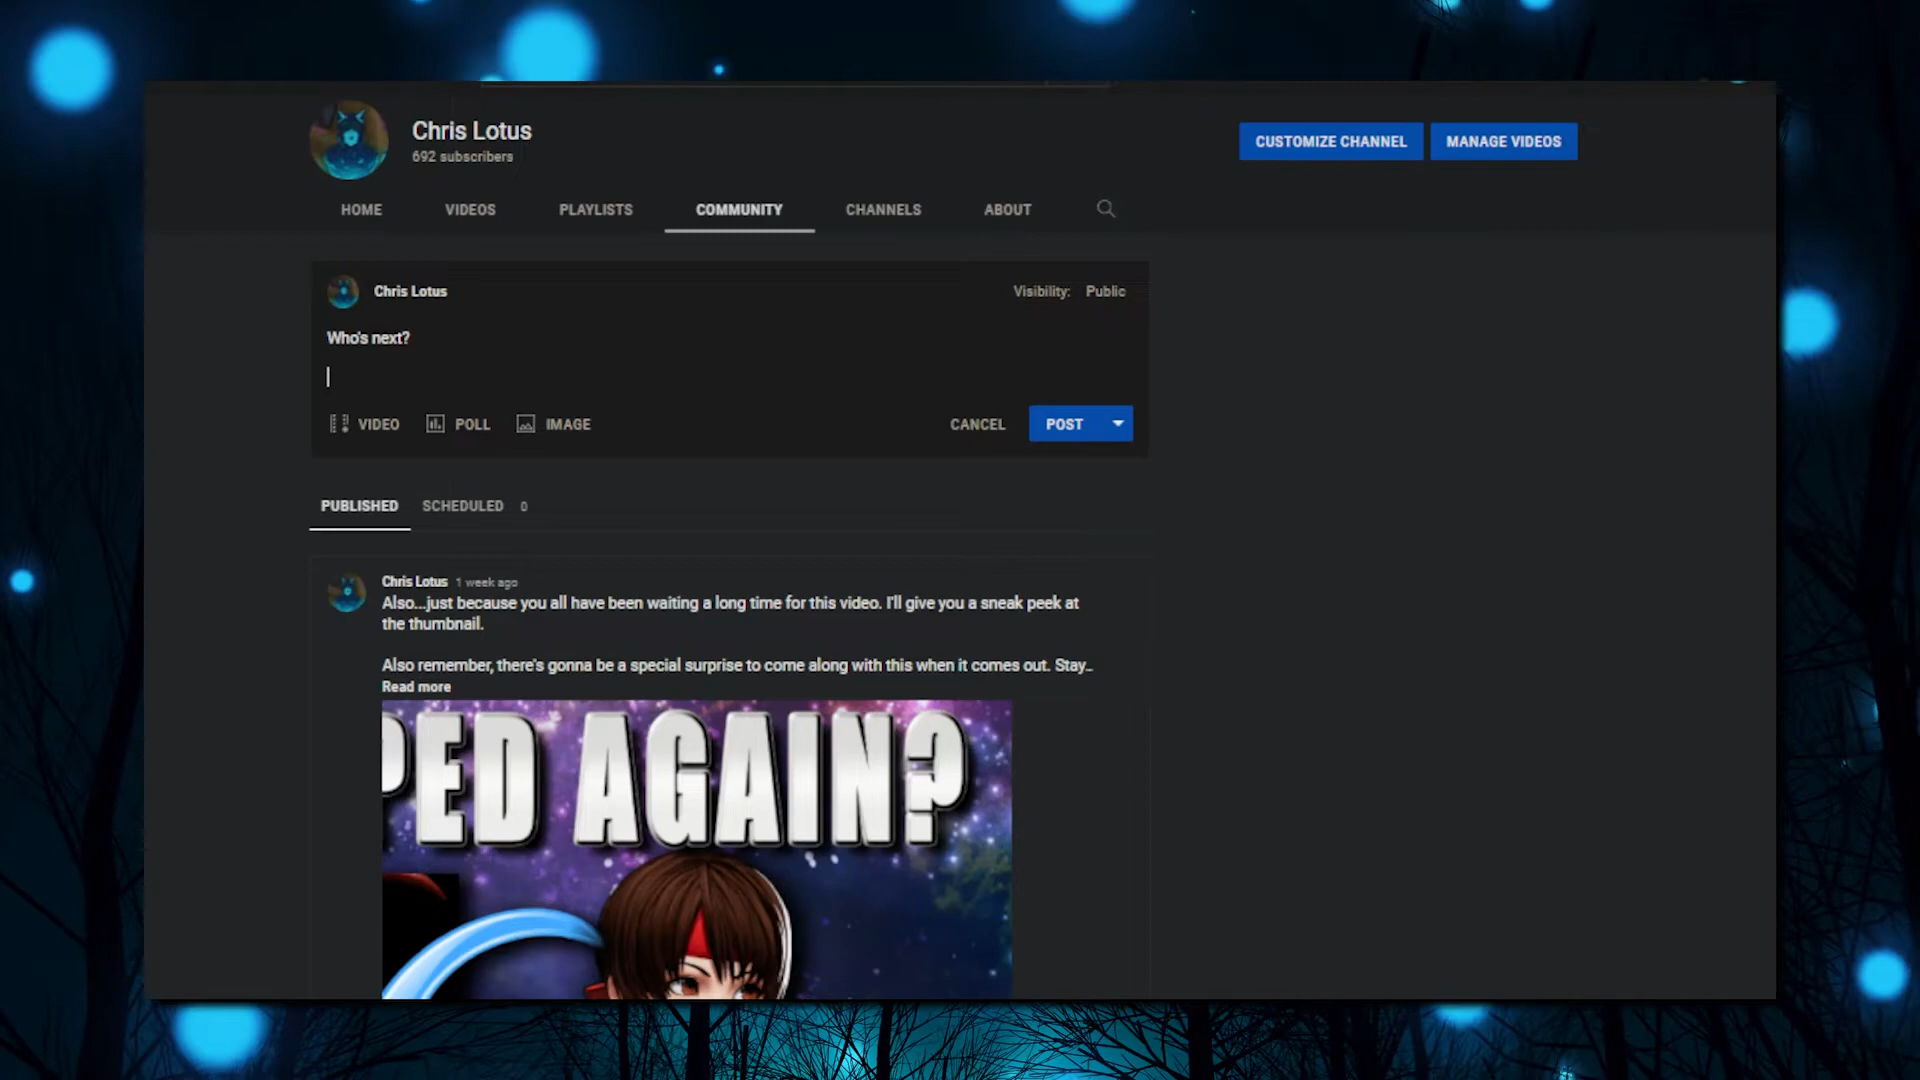 Chris Lotus
692 subscribers
CUSTOMIZE CHANNEL
MANAGE VIDEOS
HOME
VIDEOS
PLAYLISTS
COMMUNITY
CHANNELS
ABOUT
Chris Lotus
Visibility: Public
Who's next?
VIDEO
POLL
IMAGE
CANCEL
POST
PUBLISHED
SCHEDULED 0
Chris Lotus 1 week ago
Also...just because you all have been waiting a long time for this video. I'll give you a sneak peek at
the thumbnail.
Also remember, there's gonna be a special surprise to come along with this when it comes out. Stay...
Read more
PED AGAIN?